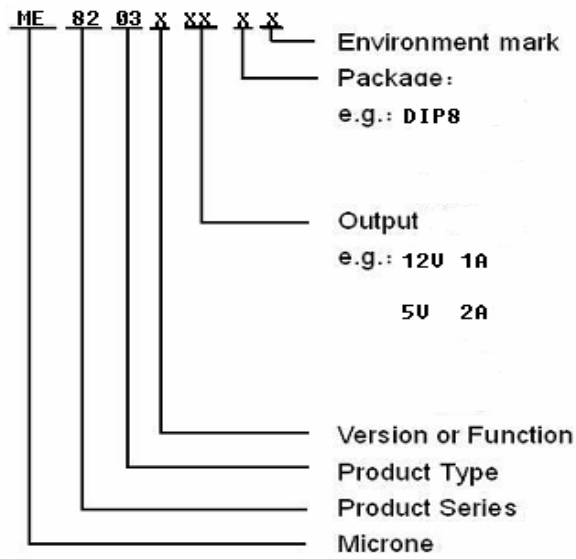 ME 82 03 X XX X X
Environment mark
Package:
e.g.: DIP8
Output
e.g.: 12V 1A
5V 2A
Version or Function
Product Type
Product Series
Microne